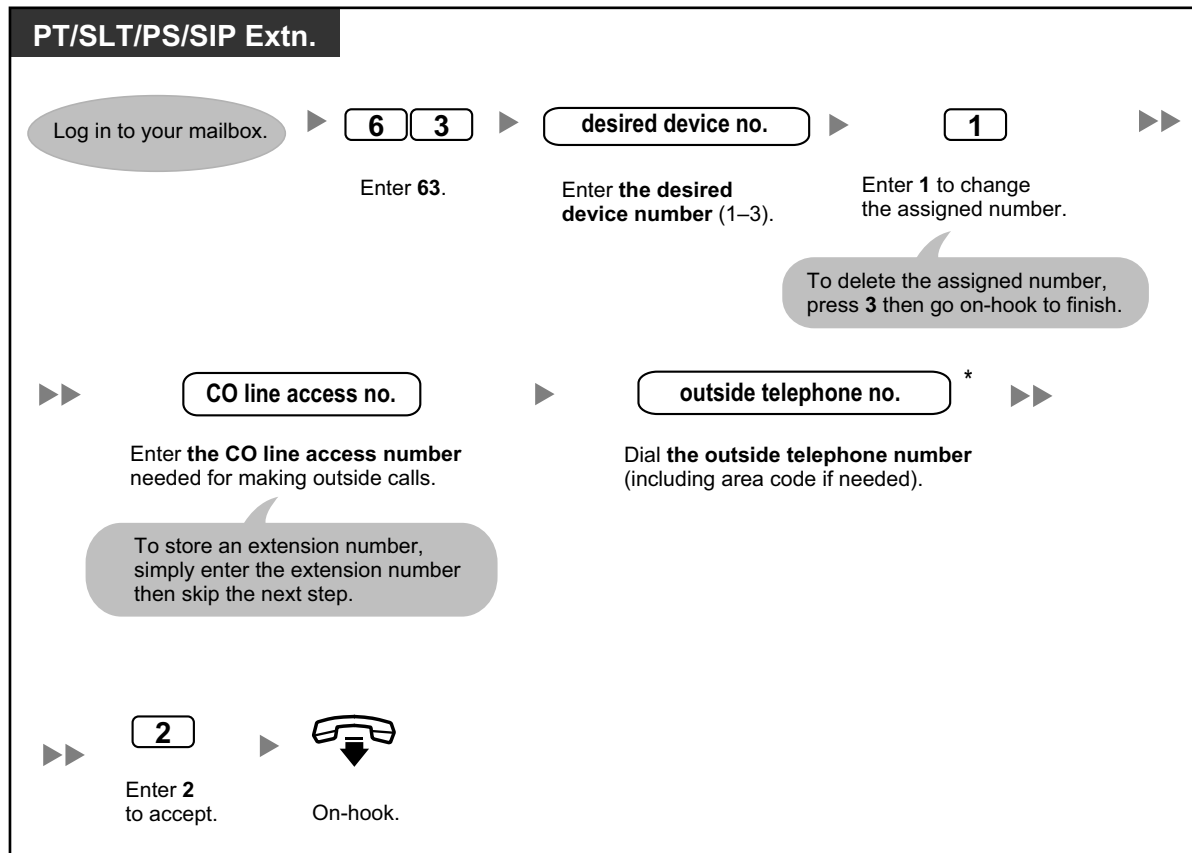 PT/SLT/PS/SIP Extn.
Log in to your mailbox.
6 3
Enter 63.
desired device no.
Enter the desired
device number (1–3).
1
Enter 1 to change
the assigned number.
To delete the assigned number,
press 3 then go on-hook to finish.
CO line access no.
Enter the CO line access number
needed for making outside calls.
To store an extension number,
simply enter the extension number
then skip the next step.
outside telephone no. *
Dial the outside telephone number
(including area code if needed).
2
Enter 2
to accept.
On-hook.